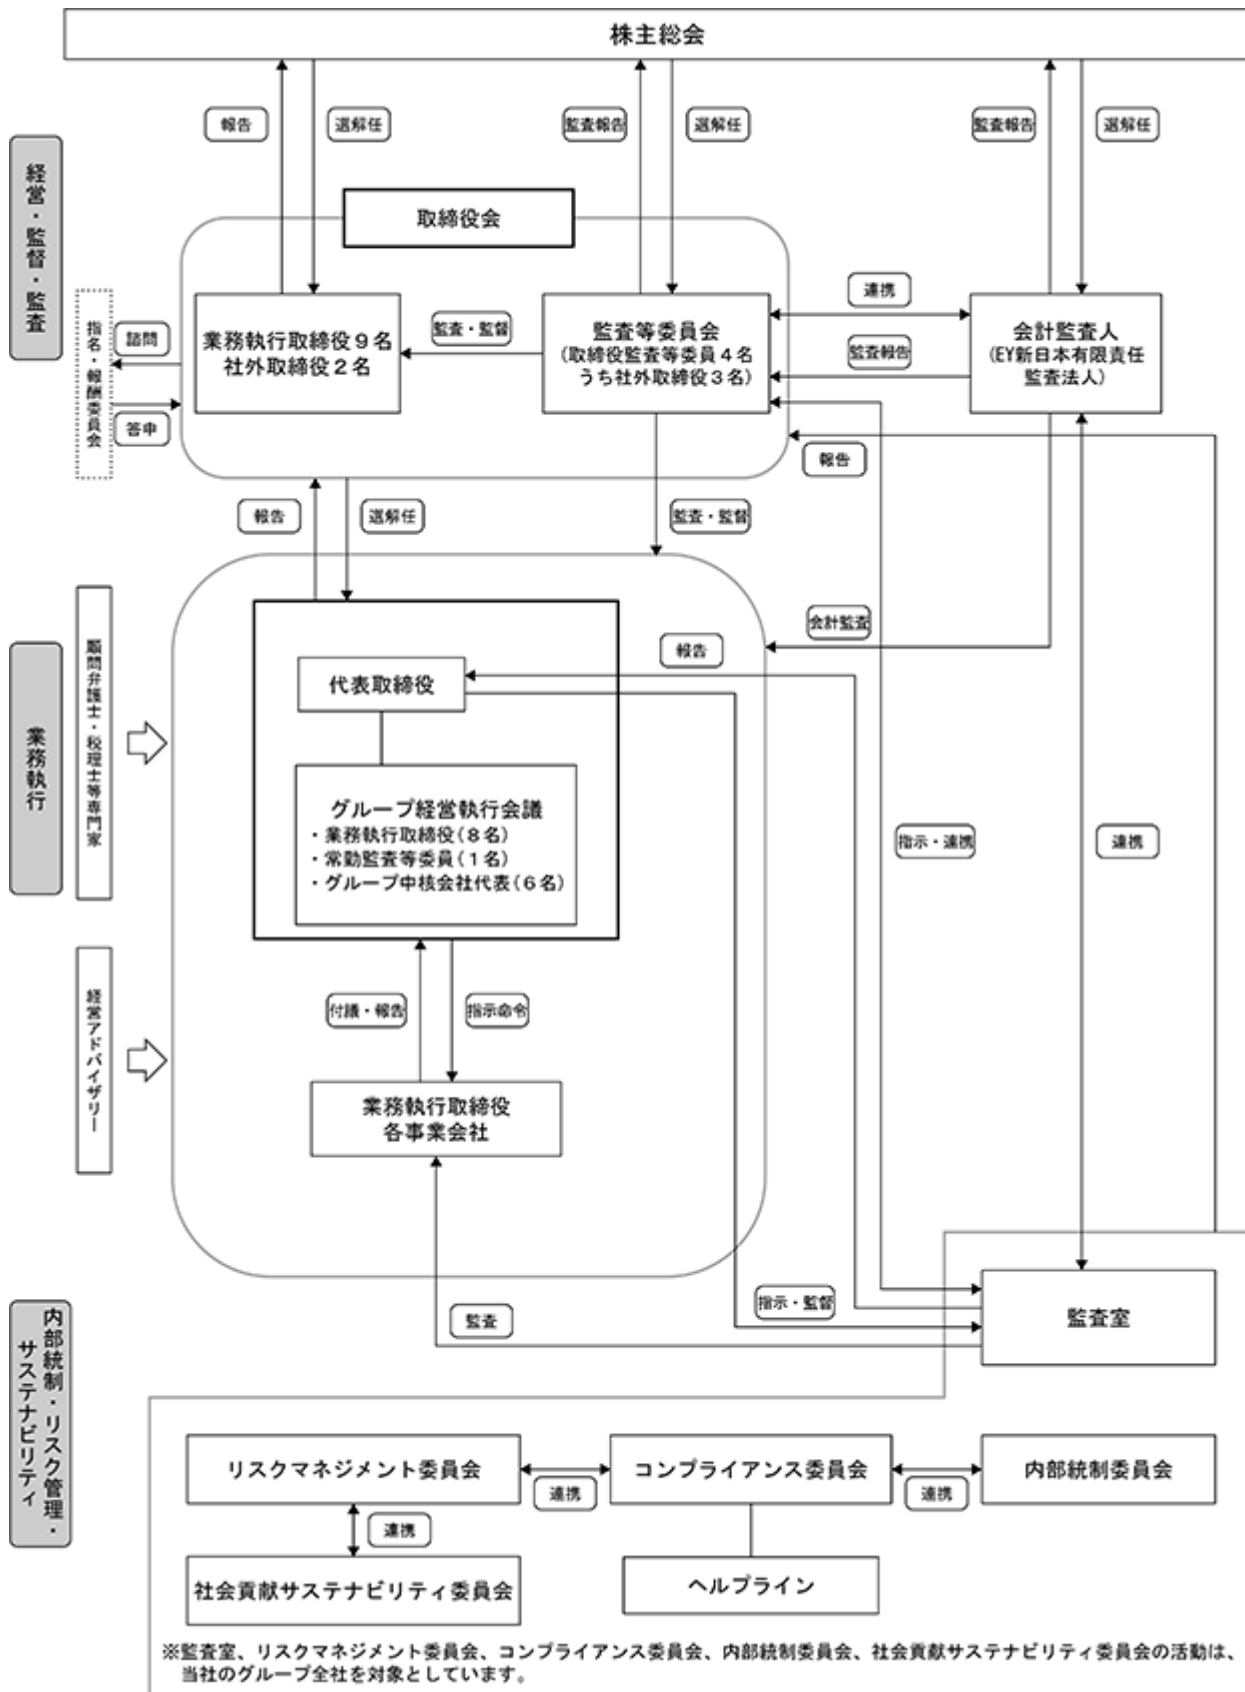 株主総会
報告
選解任
監査報告
選解任
監査報告
選解任
経営・監督・監査
取締役会
指名・報酬委員会
諮問
答申
業務執行取締役9名
社外取締役2名
監査・監督
監査等委員会
(取締役監査等委員4名
うち社外取締役3名)
連携
監査報告
会計監査人
(EY新日本有限責任
監査法人)
報告
報告
選解任
監査・監督
業務執行
顧問弁護士・税理士等専門家
経営アドバイザリー
会計監査
報告
代表取締役
グループ経営執行会議
・業務執行取締役(8名)
・常勤監査等委員(1名)
・グループ中核会社代表(6名)
指示・連携
連携
付議・報告
指示命令
業務執行取締役
各事業会社
内部統制・リスク管理・
サステナビリティ
監査
指示・監督
監査室
リスクマネジメント委員会
連携
コンプライアンス委員会
連携
内部統制委員会
連携
社会貢献サステナビリティ委員会
ヘルプライン
※監査室、リスクマネジメント委員会、コンプライアンス委員会、内部統制委員会、社会貢献サステナビリティ委員会の活動は、
当社のグループ全社を対象としています。